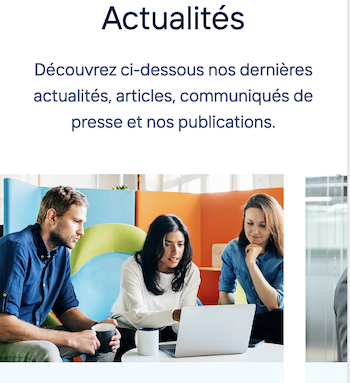 Actualités
Découvrez ci-dessous nos dernières
actualités, articles, communiqués de
presse et nos publications.